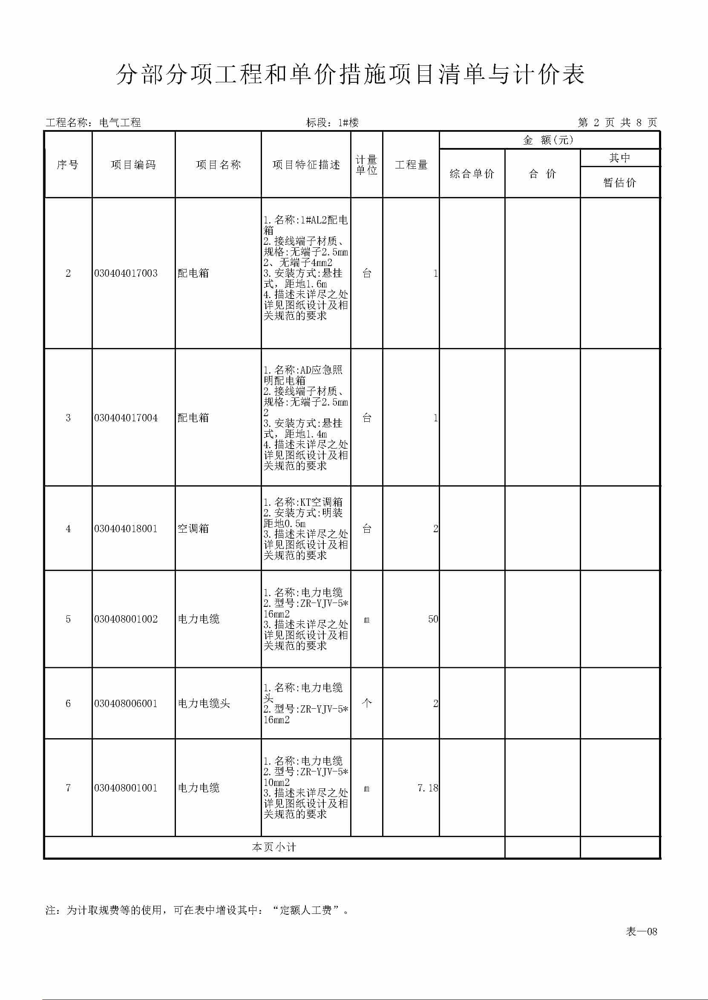 分部分项工程和单价措施项目清单与计价表
工程名称：电气工程 标段：1#楼 第 2 页 共 8 页
序号 项目编码 项目名称 项目特征描述 计量单位 工程量 金 额(元)
综合单价 合 价 其中
暂估价
2 030404017003 配电箱
1.名称:1#AL2配电
箱
2.接线端子材质、
规格:无端子2.5mm
2、无端子4mm2
3.安装方式:悬挂
式，距地1.6m
4.描述未详尽之处
详见图纸设计及相
关规范的要求
台 1
3 030404017004 配电箱
1.名称:AD应急照
明配电箱
2.接线端子材质、
规格:无端子2.5mm
2
3.安装方式:悬挂
式，距地1.4m
4.描述未详尽之处
详见图纸设计及相
关规范的要求
台 1
4 030404018001 空调箱
1.名称:KT空调箱
2.安装方式:明装
距地0.5m
3.描述未详尽之处
详见图纸设计及相
关规范的要求
台 2
5 030408001002 电力电缆
1.名称:电力电缆
2.型号:ZR-YJV-5*
16mm2
3.描述未详尽之处
详见图纸设计及相
关规范的要求
m 50
6 030408006001 电力电缆头
1.名称:电力电缆
头
2.型号:ZR-YJV-5*
16mm2
个 2
7 030408001001 电力电缆
1.名称:电力电缆
2.型号:ZR-YJV-5*
10mm2
3.描述未详尽之处
详见图纸设计及相
关规范的要求
m 7.18
本页小计
注：为计取规费等的使用，可在表中增设其中：“定额人工费”。
表—08